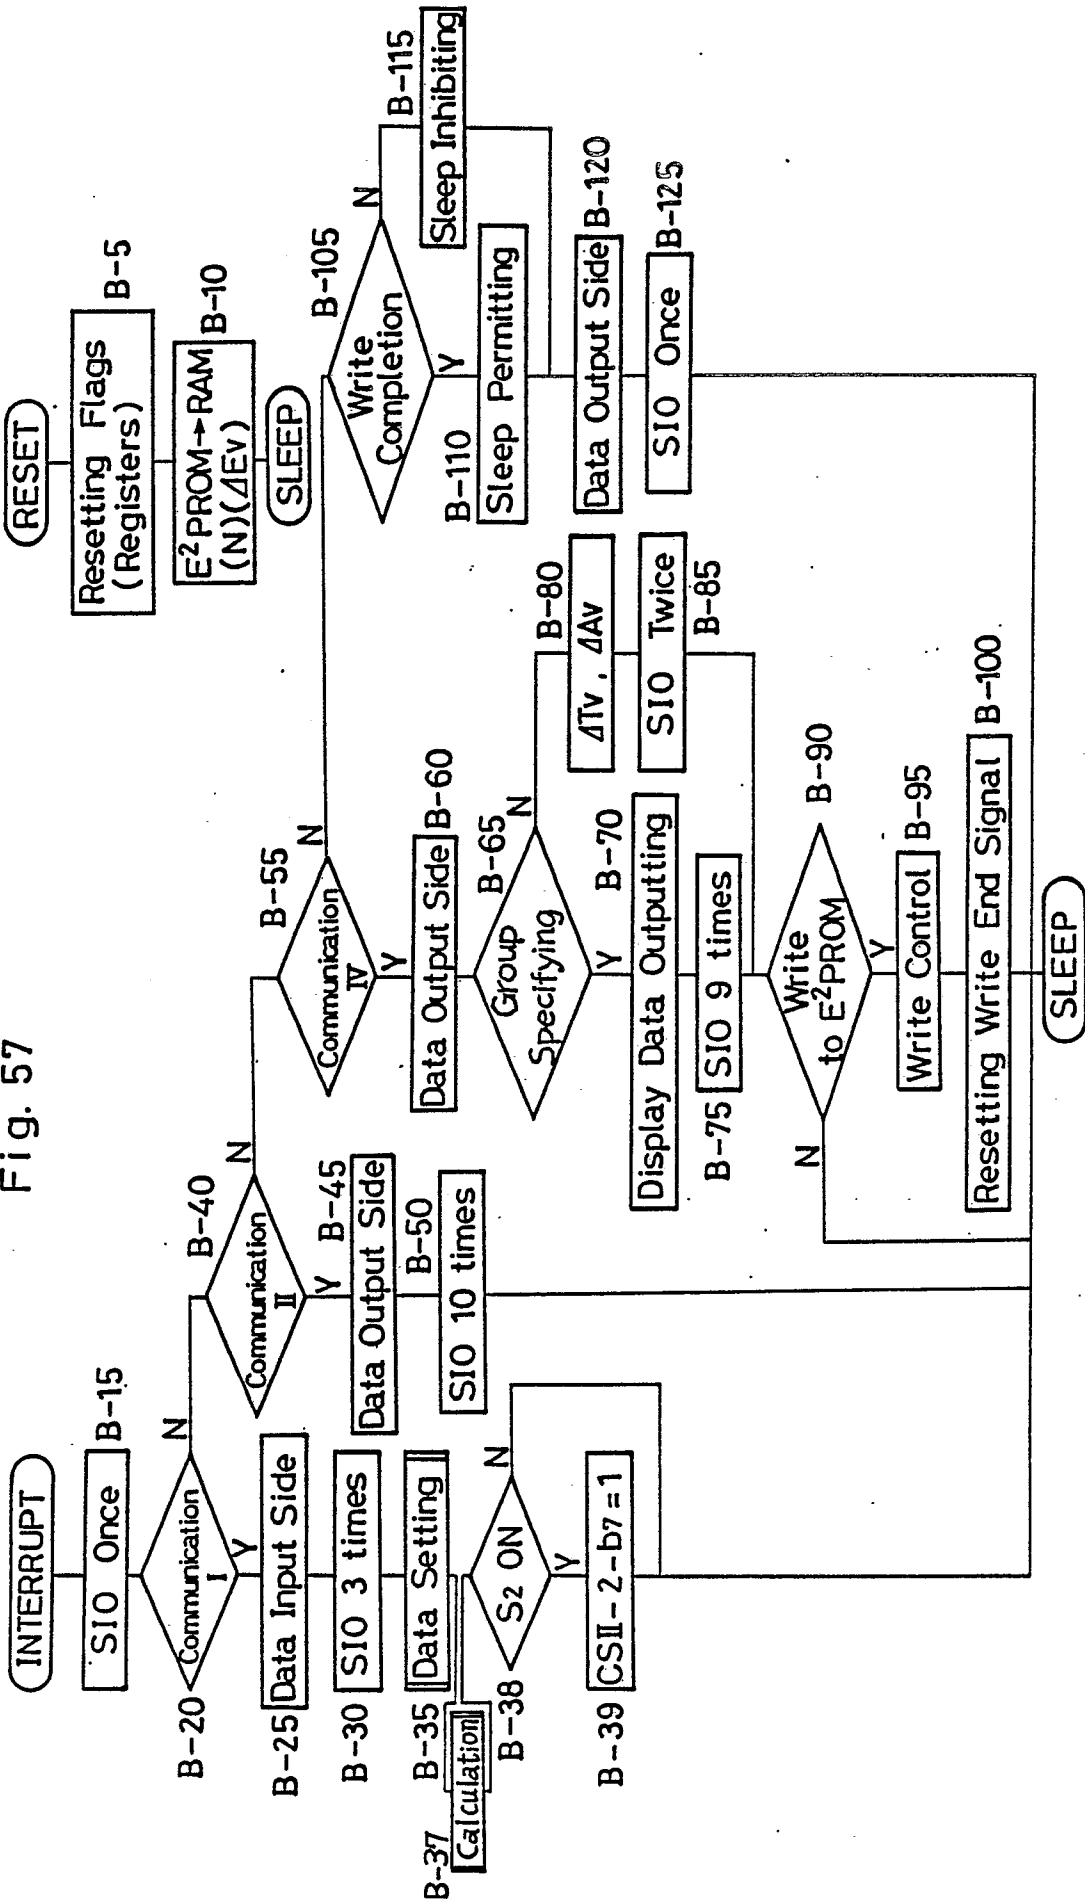 Fig. 57
INTERRUPT
SIO Once
B-15
B-20
Communication
I
N
Y
B-25
Data Input Side
B-30
SIO 3 times
B-35
Data Setting
B-37
Calculation
B-38
S2 ON
N
Y
B-39
CSII-2-b7=1
B-40
Communication
II
N
Y
B-45
Data Output Side
B-50
SIO 10 times
B-55
Communication
IV
N
Y
Data Output Side
B-60
B-65
Group
Specifying
N
Y
B-70
Display Data Outputting
B-75
SIO 9 times
B-80
ΔTv, ΔAv
SIO Twice
B-85
B-90
Write
to E²PROM
N
Y
Write Control
B-95
Resetting Write End Signal
B-100
RESET
Resetting Flags
(Registers)
B-5
E²PROM→RAM
(N)(ΔEv)
B-10
SLEEP
B-105
Write
Completion
N
Y
B-110
Sleep Permitting
B-115
Sleep Inhibiting
Data Output Side
B-120
SIO Once
B-125
SLEEP